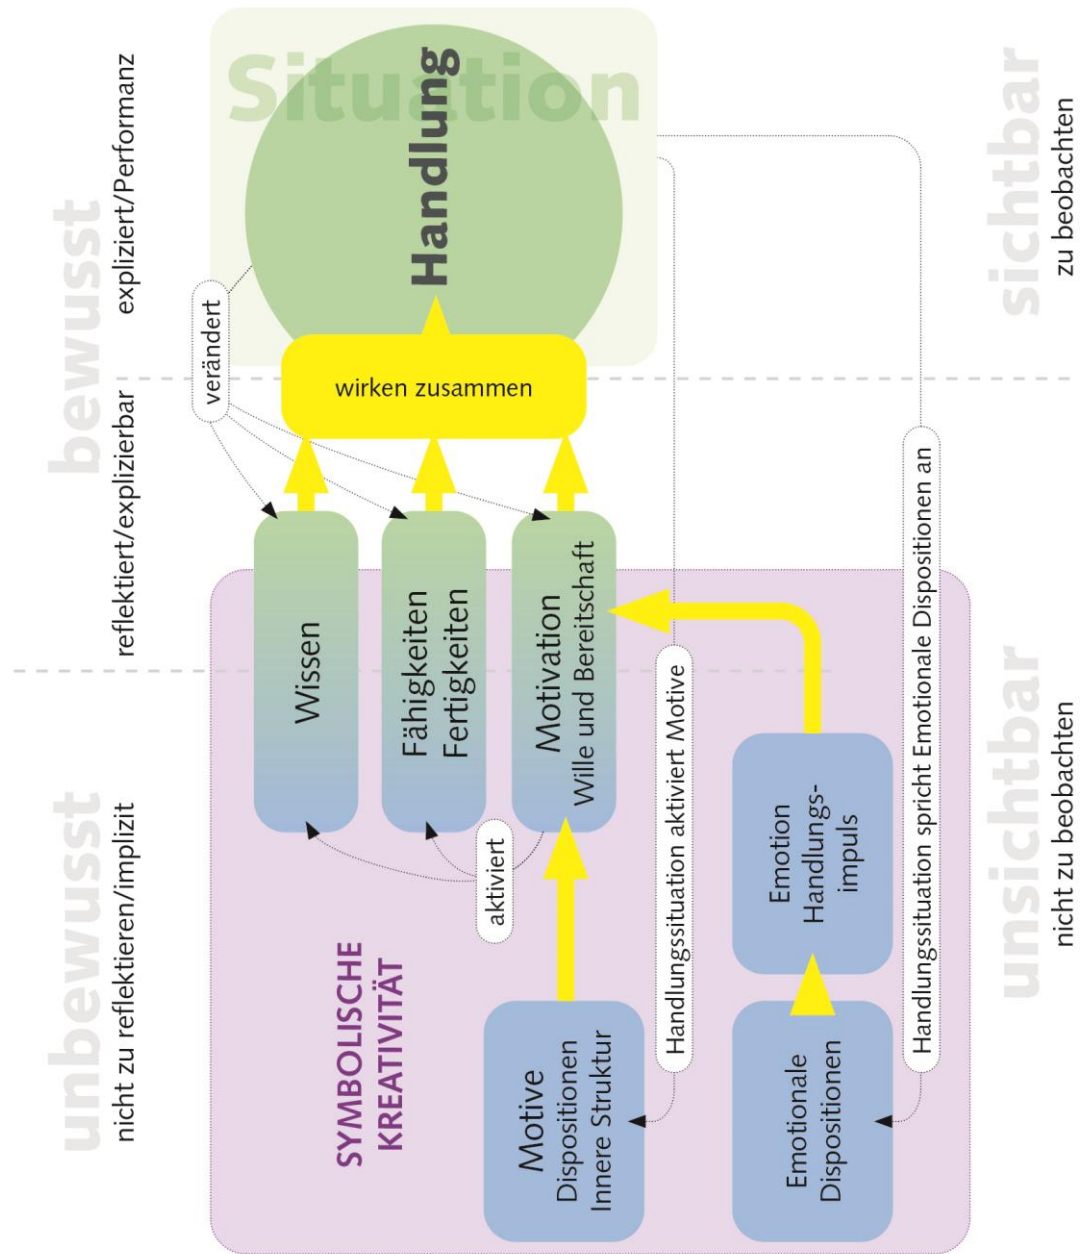 unbewusst
nicht zu reflektieren/implizit
bewusst
reflektiert/explizierbar
expliziert/Performanz
SYMBOLISCHE
KREATIVITÄT
Wissen
Fähigkeiten
Fertigkeiten
Motivation
Wille und Bereitschaft
aktiviert
verändert
wirken zusammen
Situation
Handlung
Motive
Dispositionen
Innere Struktur
Handlungssituation aktiviert Motive
Emotionale
Dispositionen
Emotion
Handlungs-
impuls
Handlungssituation spricht Emotionale Dispositionen an
unsichtbar
nicht zu beobachten
sichtbar
zu beobachten